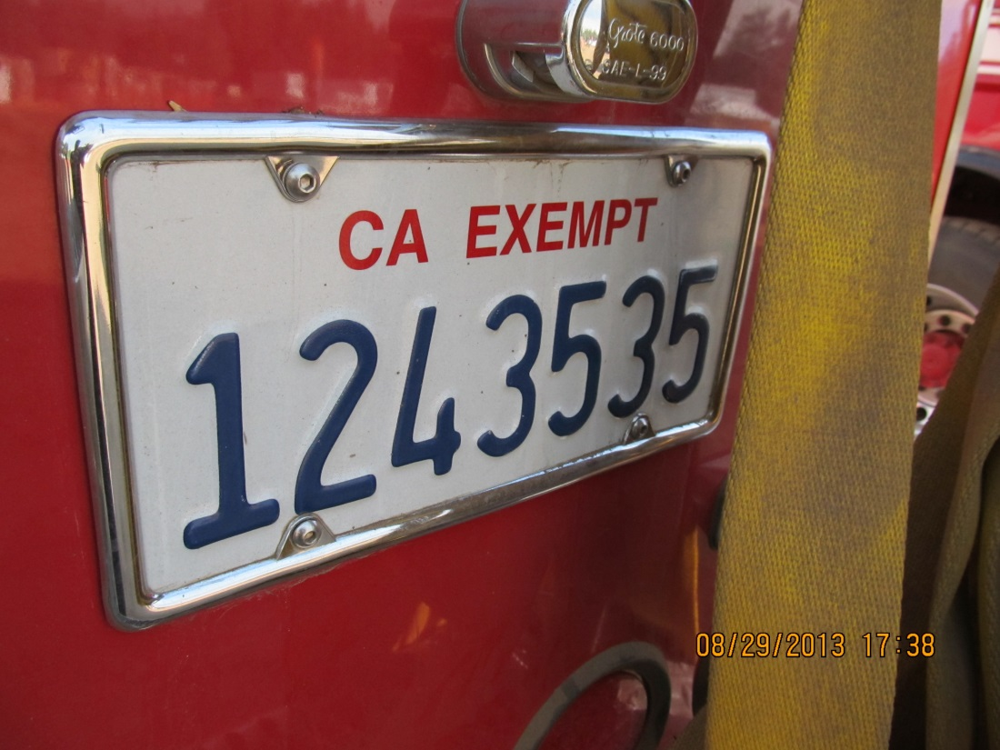 Grote 6000
SAE-L-99
CA EXEMPT
1243535
08/29/2013 17:38